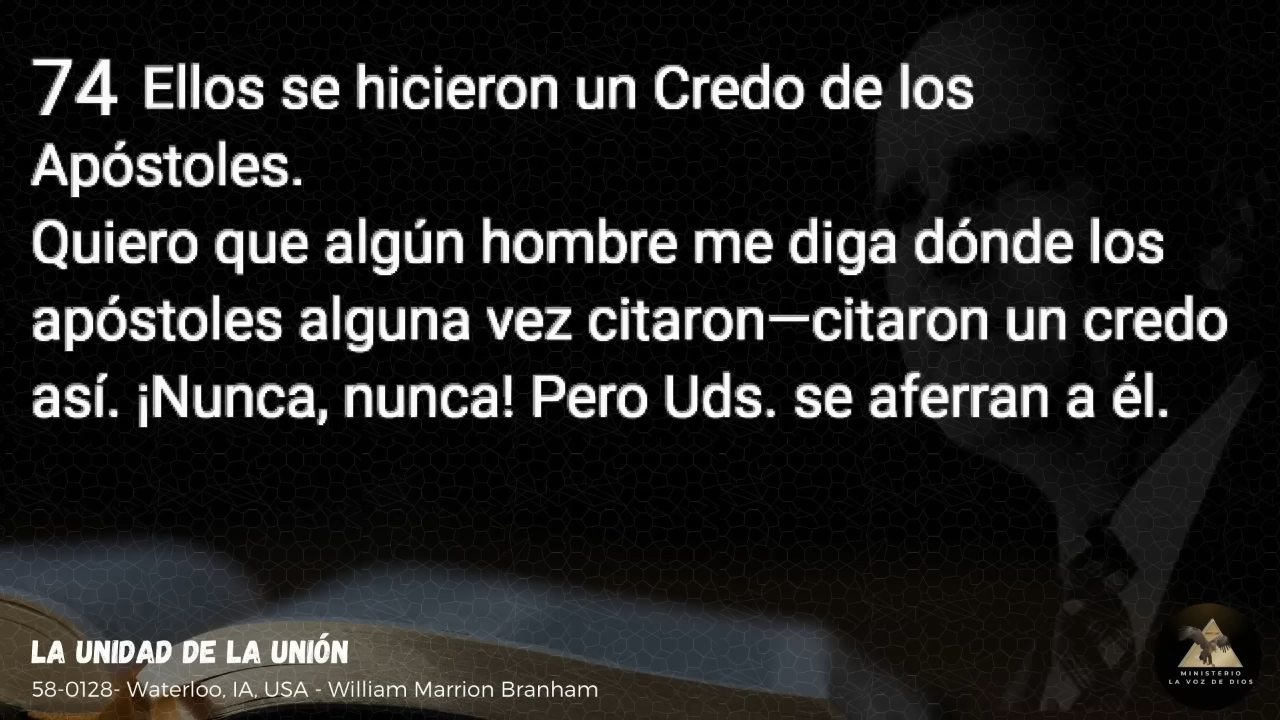 74 Ellos se hicieron un Credo de los
Apóstoles.
Quiero que algún hombre me diga dónde los
apóstoles alguna vez citaron—citaron un credo
así. ¡Nunca, nunca! Pero Uds. se aferran a él.
LA UNIDAD DE LA UNIÓN
58-0128- Waterloo, IA, USA - William Marrion Branham
MINISTERIO
LA VOZ DE DIOS